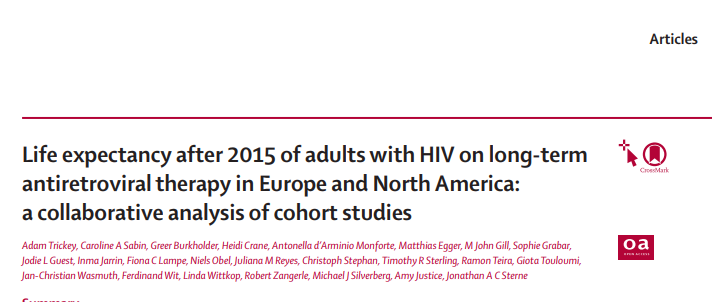 Articles
Life expectancy after 2015 of adults with HIV on long-term
antiretroviral therapy in Europe and North America:
a collaborative analysis of cohort studies
CrossMark
oa
OPEN ACCESS
Adam Trickey, Caroline A Sabin, Greer Burkholder, Heidi Crane, Antonella d'Arminio Monforte, Matthias Egger, M John Gill, Sophie Grabar,
Jodie L Guest, Inma Jarrin, Fiona C Lampe, Niels Obel, Juliana M Reyes, Christoph Stephan, Timothy R Sterling, Ramon Teira, Giota Touloumi,
Jan-Christian Wasmuth, Ferdinand Wit, Linda Wittkop, Robert Zangerle, Michael J Silverberg, Amy Justice, Jonathan A C Sterne